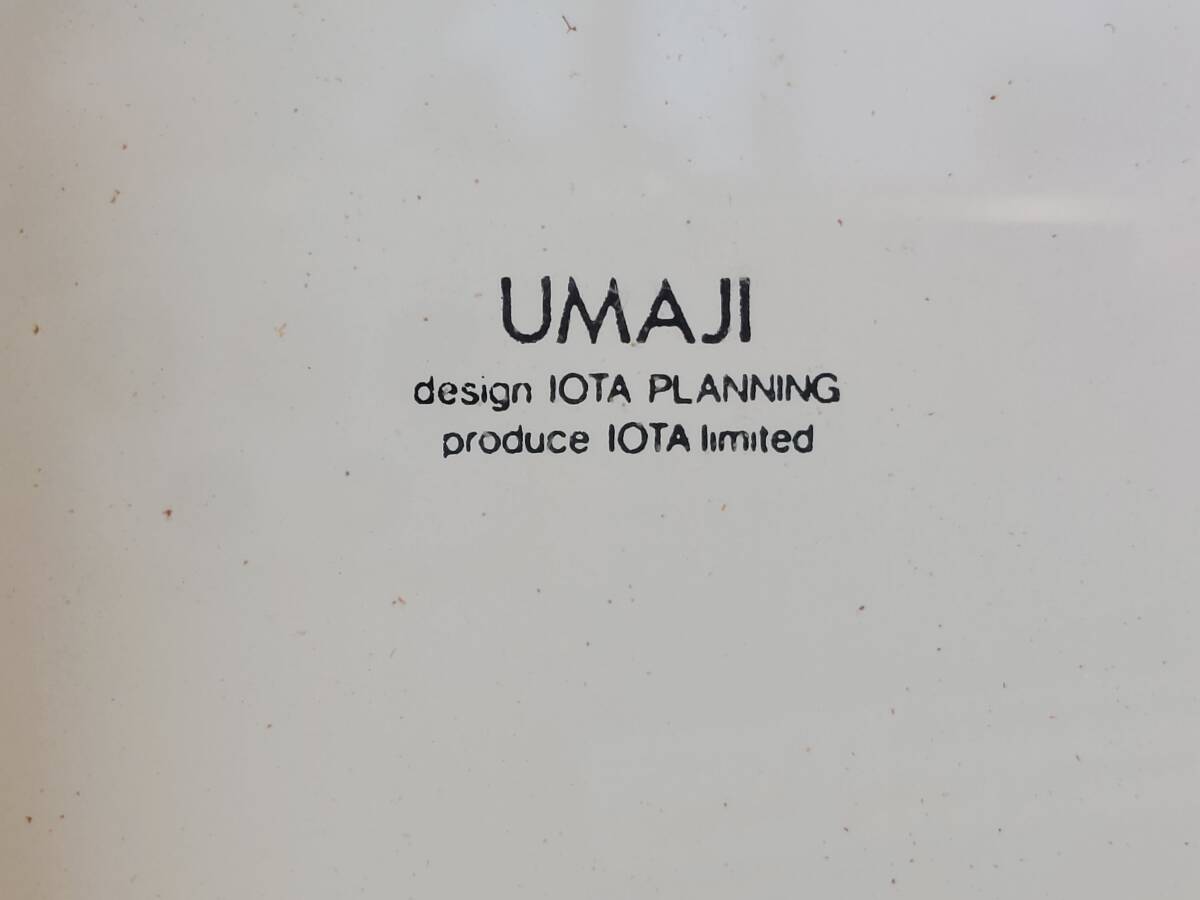 UMAJI
design IOTA PLANNING
produce IOTA limited